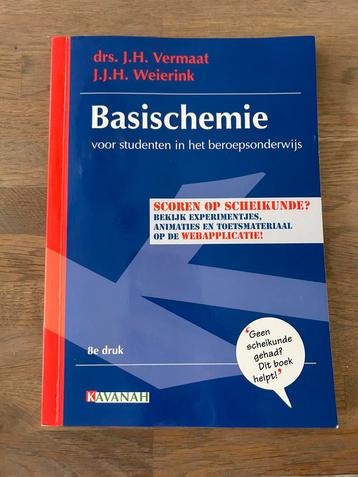 drs. J.H. Vermaat
J.J.H. Weierink
Basischemie
voor studenten in het beroepsonderwijs
SCOREN OP SCHEIKUNDE?
BEKIJK EXPERIMENTJES,
ANIMATIES EN TOETSMATERIAAL
OP DE WEBAPPLICATIE!
8e druk
'Geen
scheikunde
gehad?
Dit boek
helpt!'
KAVANAH